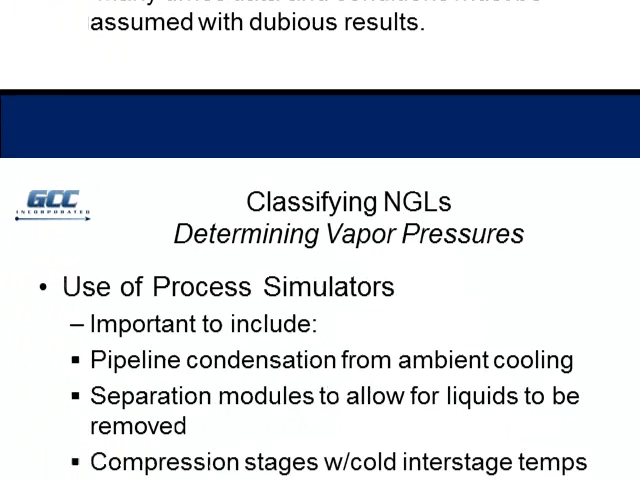 assumed with dubious results.
GCC
INCORPORATED
Classifying NGLs
Determining Vapor Pressures
• Use of Process Simulators
– Important to include:
▪ Pipeline condensation from ambient cooling
▪ Separation modules to allow for liquids to be
removed
▪ Compression stages w/cold interstage temps